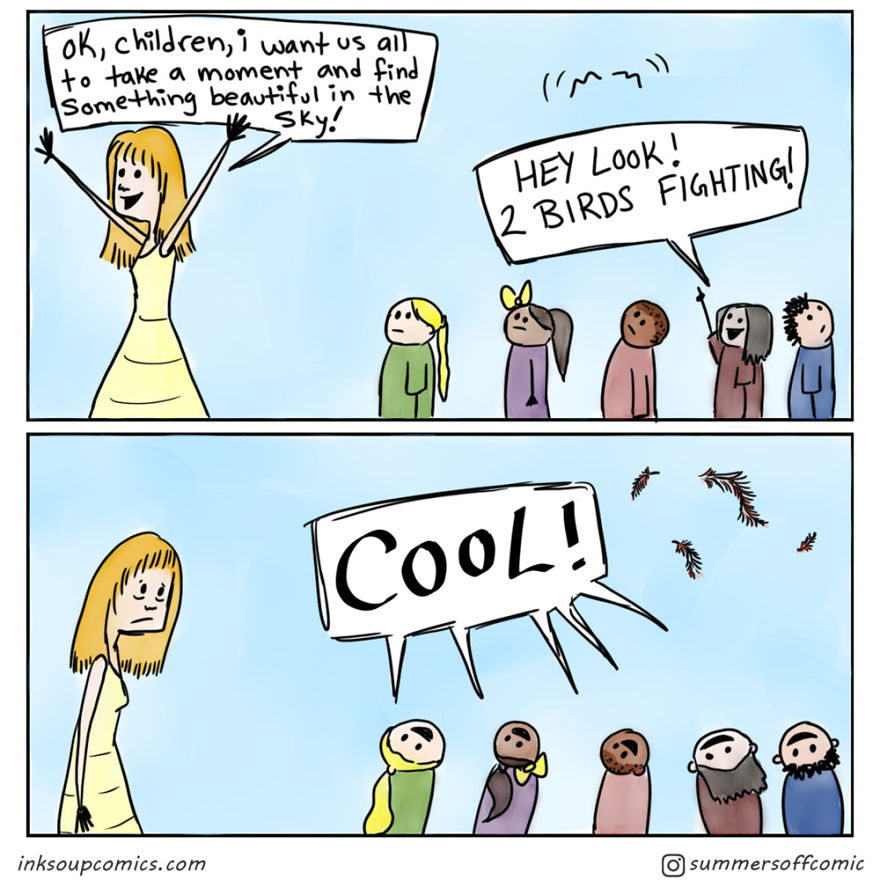 ok, children, i want us all
to take a moment and find
something beautiful in the
sky!
HEY LOOK!
2 BIRDS FIGHTING!
COOL!
inksoupcomics.com
summersoffcomic